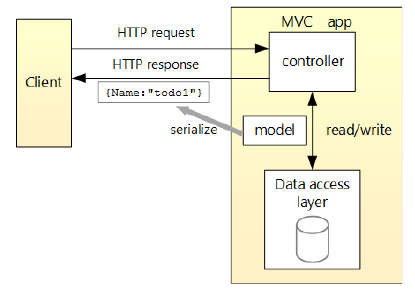 HTTP request
MVC app
Client
controller
HTTP response
{Name:"todo1"}
serialize
model
read/write
Data access
layer